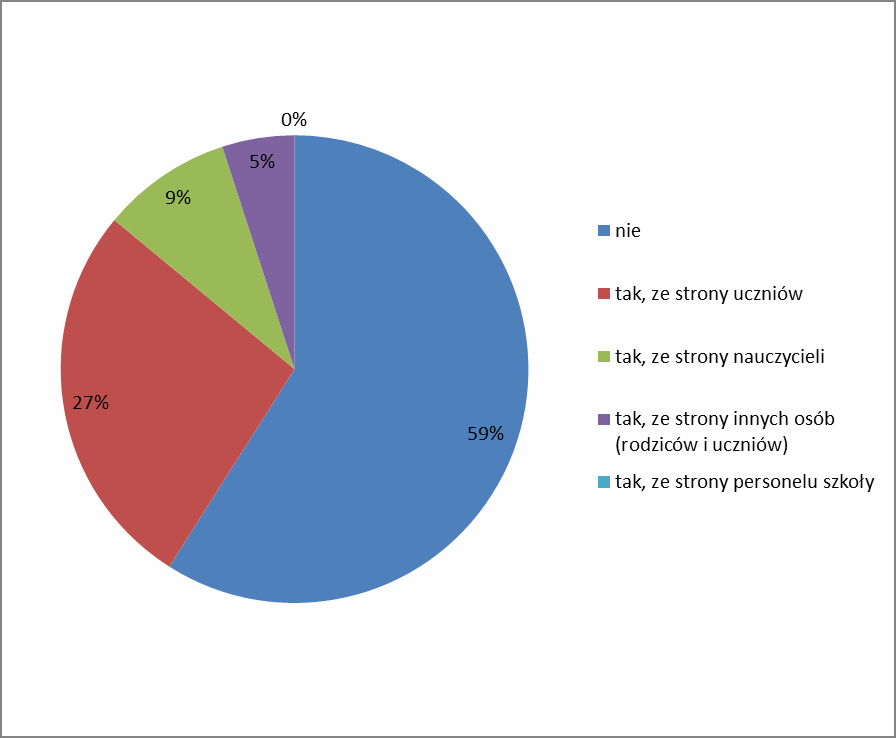 0%
5%
9%
27%
59%
nie
tak, ze strony uczniów
tak, ze strony nauczycieli
tak, ze strony innych osób
(rodziców i uczniów)
tak, ze strony personelu szkoły